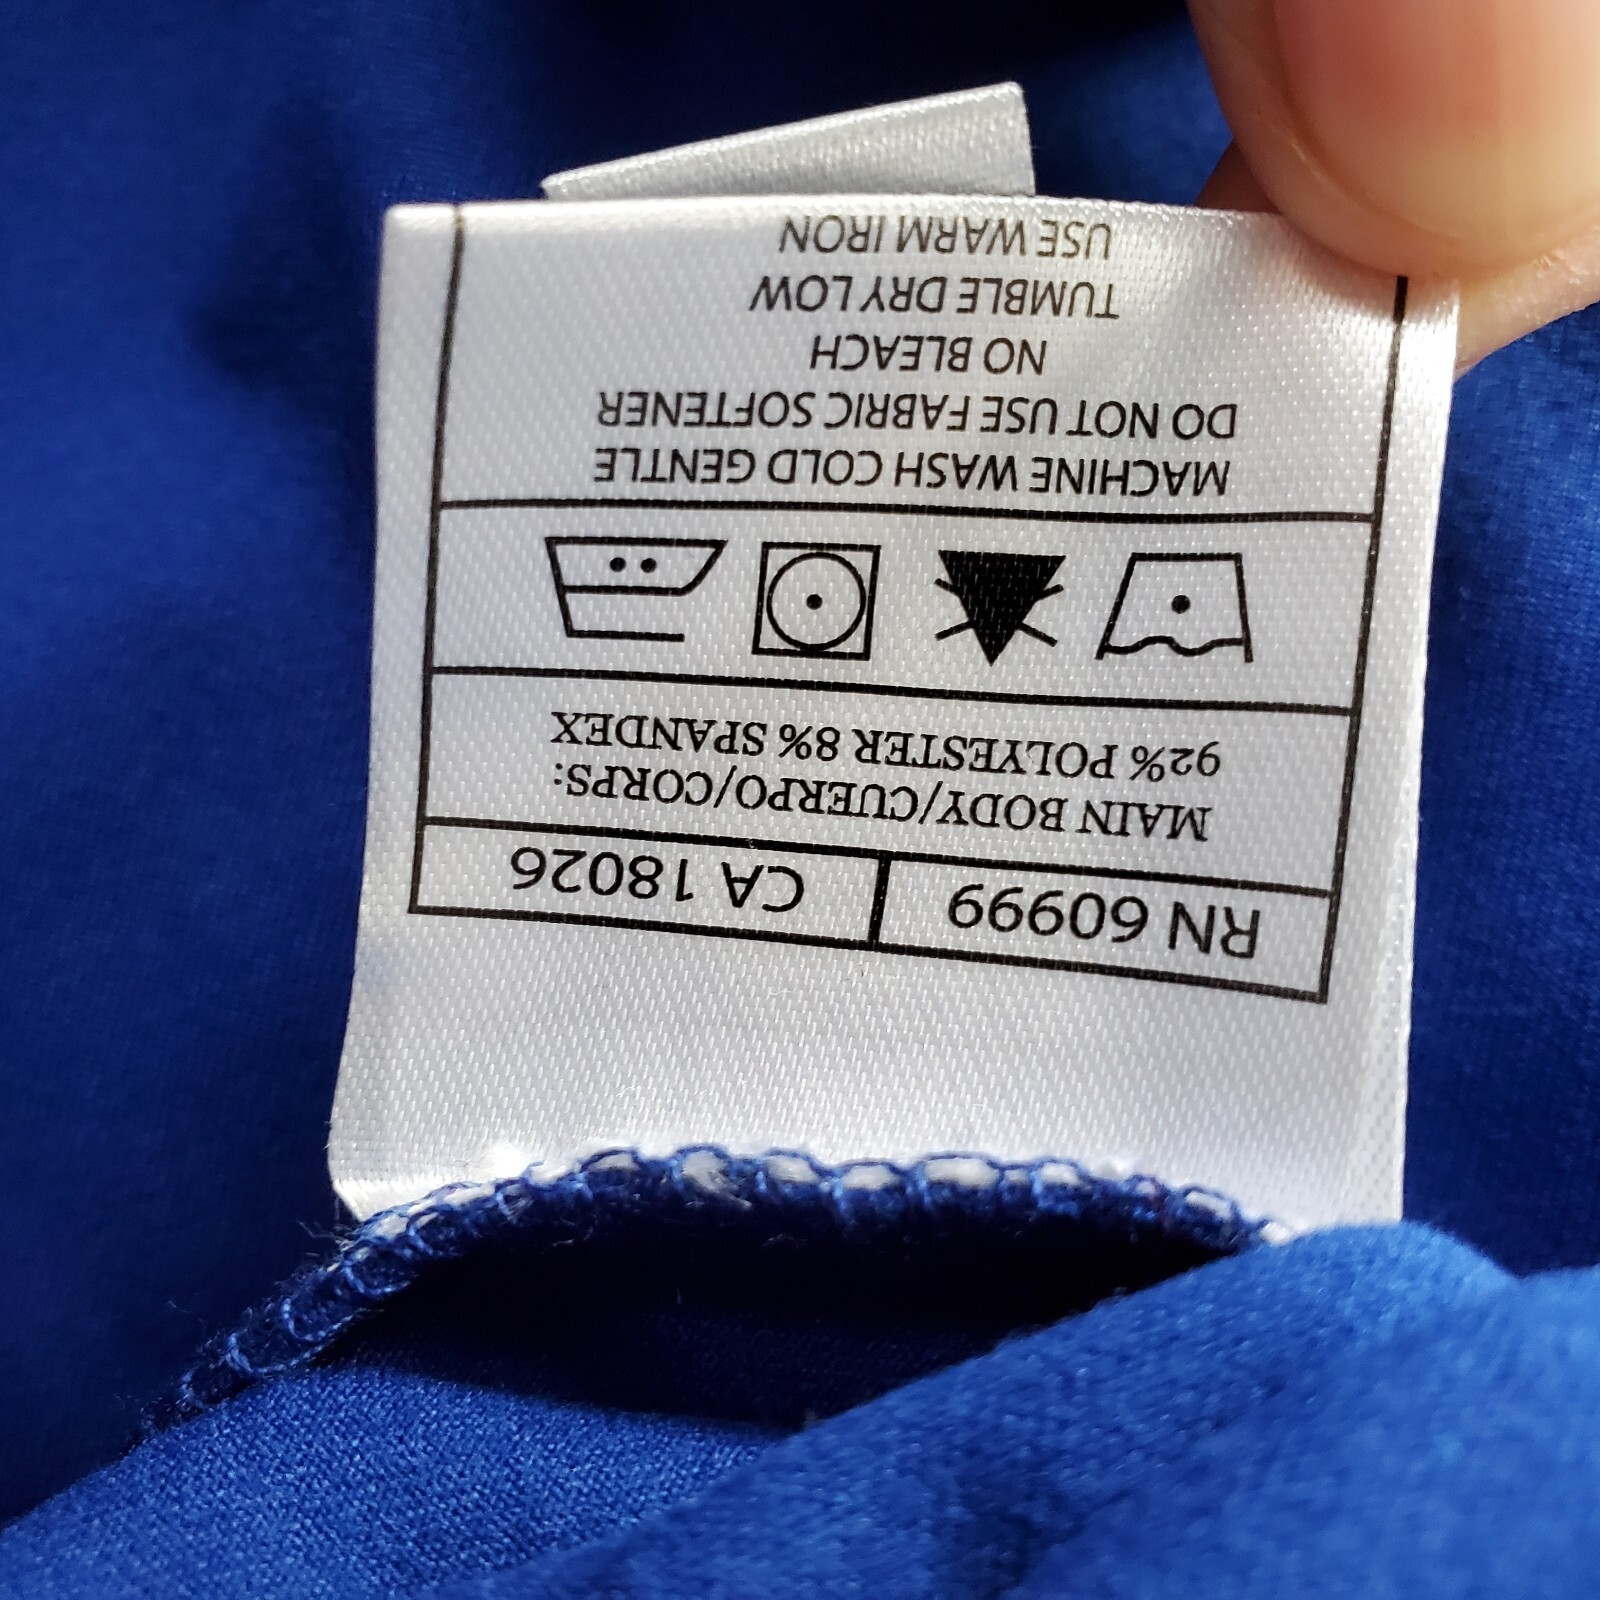 RN 60999
CA 18026
MAIN BODY/CUERPO/CORPS:
92% POLYESTER 8% SPANDEX
MACHINE WASH COLD GENTLE
DO NOT USE FABRIC SOFTENER
NO BLEACH
TUMBLE DRY LOW
USE WARM IRON